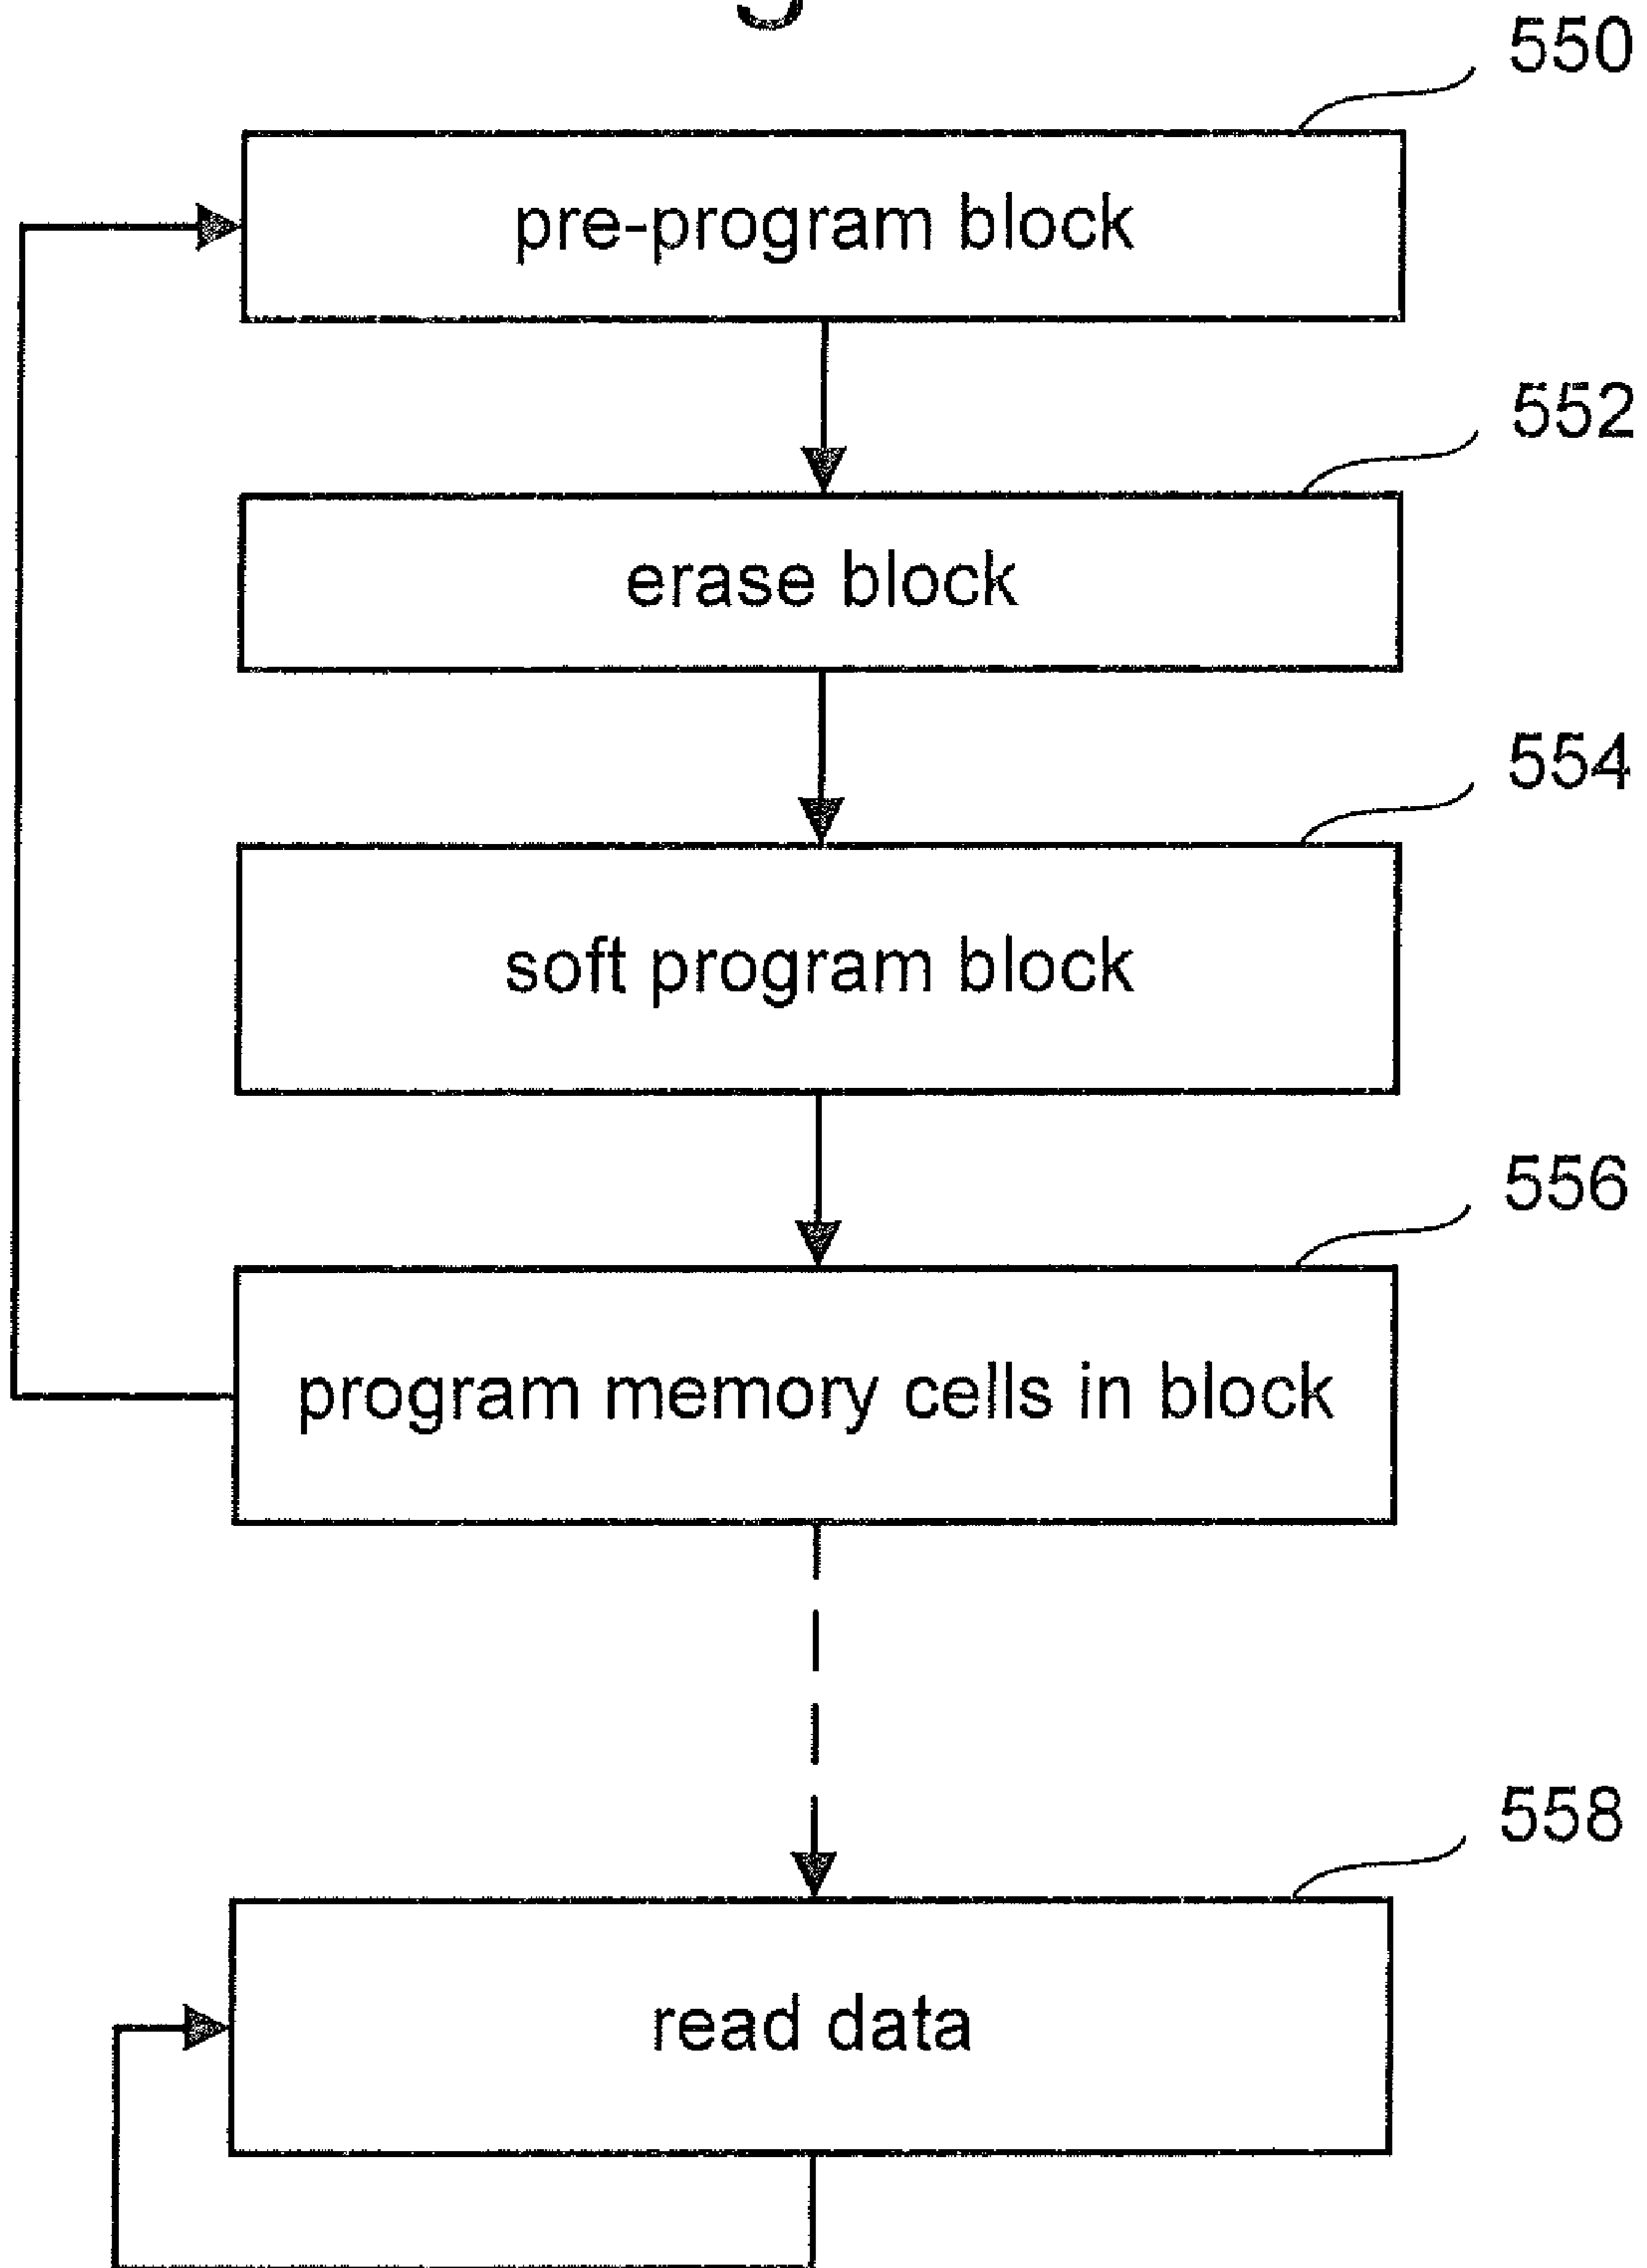 550
pre-program block
552
erase block
554
soft program block
556
program memory cells in block
558
read data